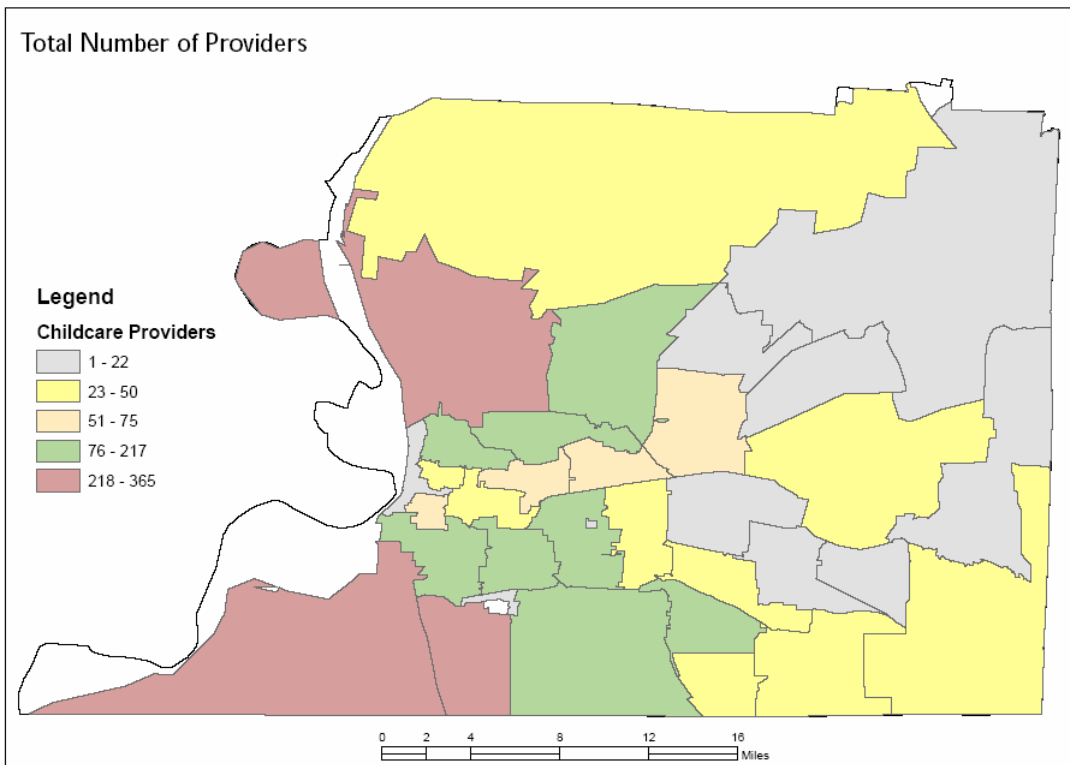 Total Number of Providers
Legend
Childcare Providers
1 - 22
23 - 50
51 - 75
76 - 217
218 - 365
0 2 4 8 12 16
Miles